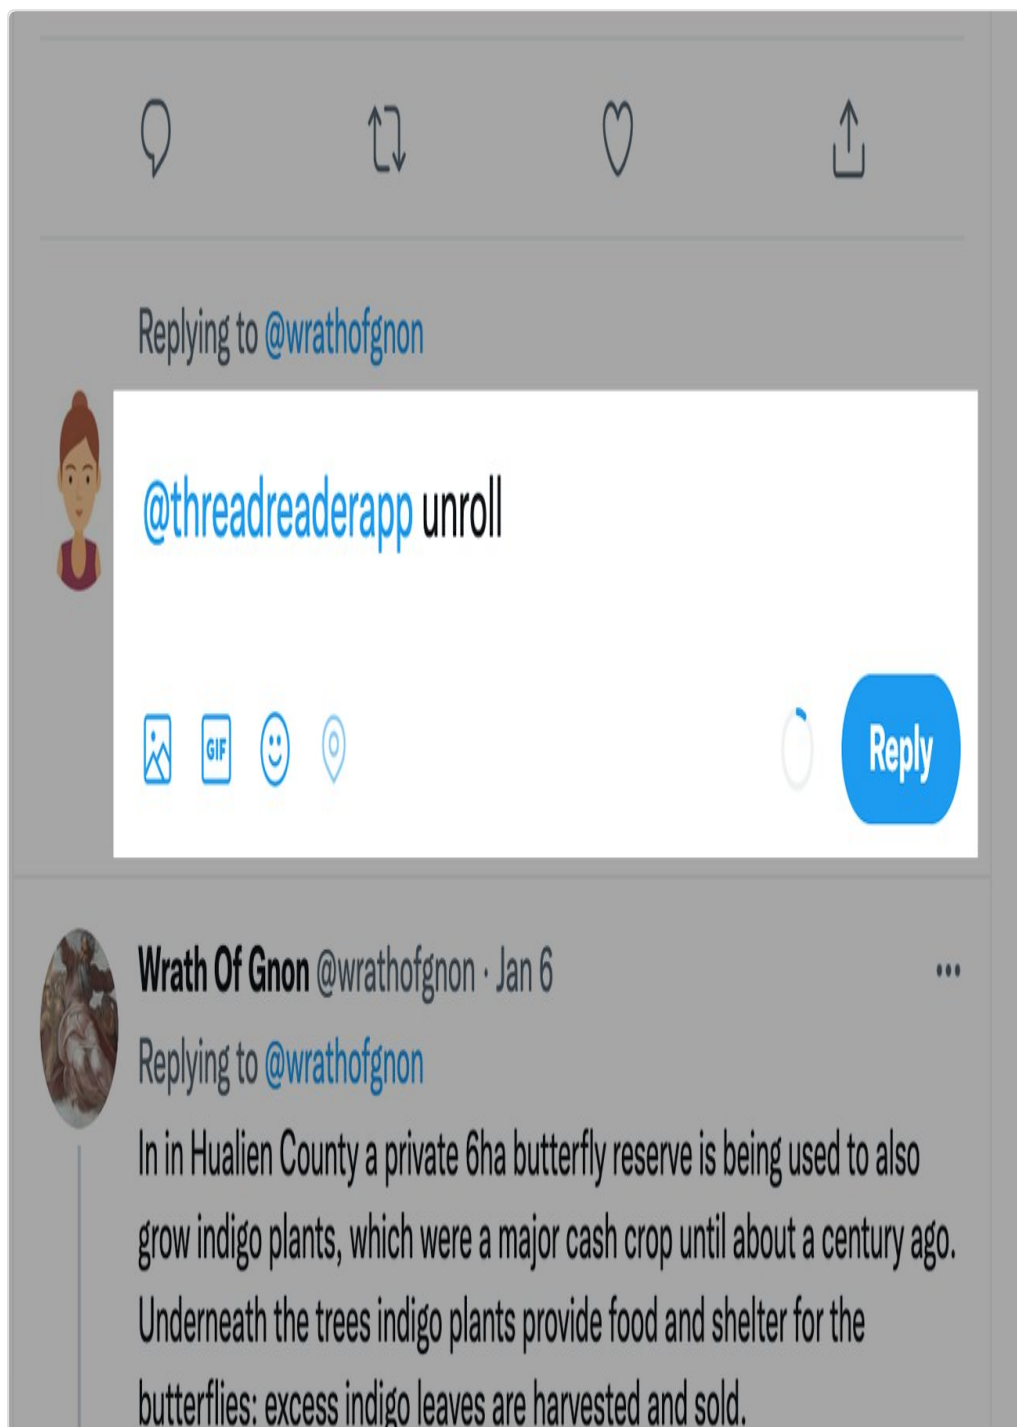 Replying to @wrathofgnon
@threadreaderapp unroll
GIF
Reply
Wrath Of Gnon @wrathofgnon · Jan 6
Replying to @wrathofgnon
In in Hualien County a private 6ha butterfly reserve is being used to also
grow indigo plants, which were a major cash crop until about a century ago.
Underneath the trees indigo plants provide food and shelter for the
butterflies: excess indigo leaves are harvested and sold.